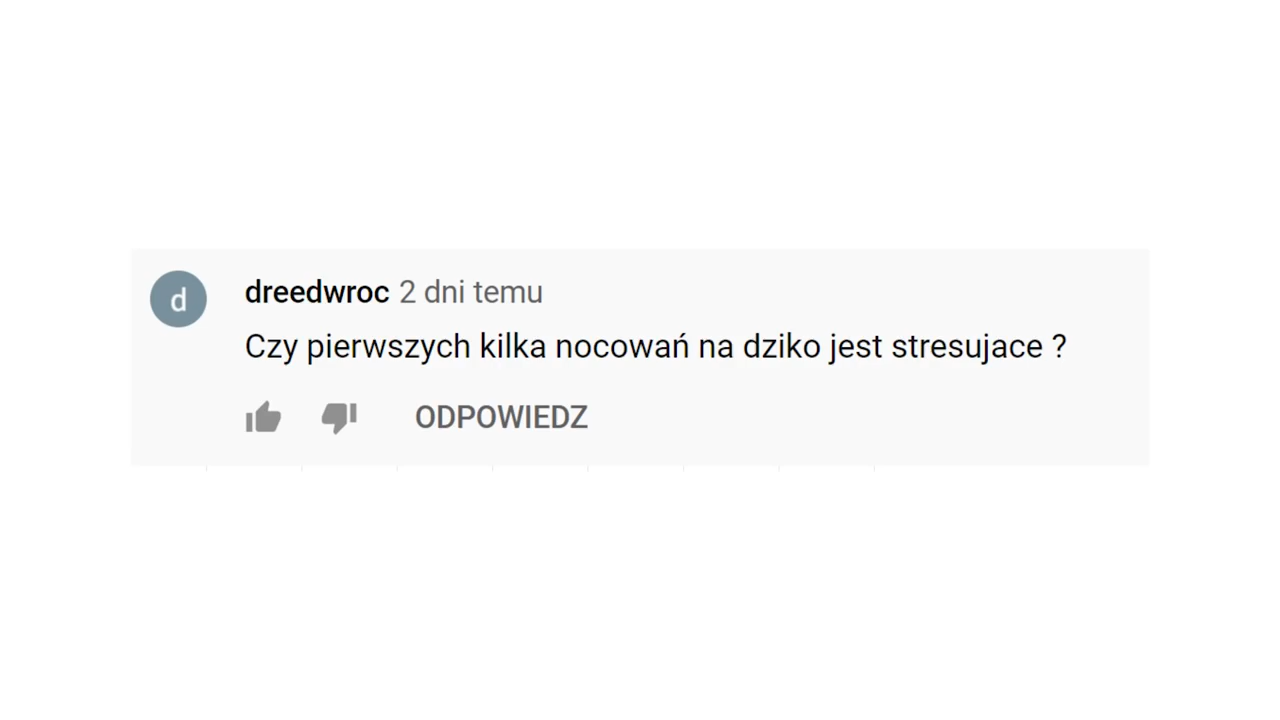 d
dreedwroc 2 dni temu
Czy pierwszych kilka nocowań na dziko jest stresujace ?
ODPOWIEDZ